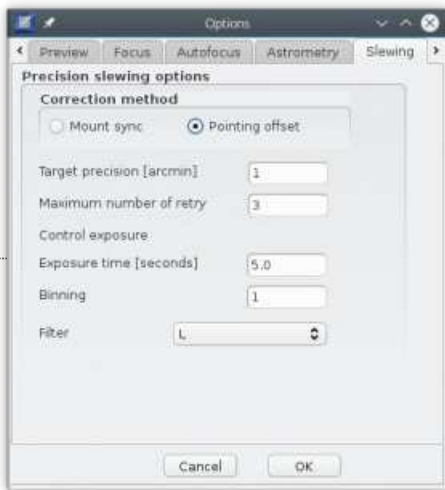 Options
Preview Focus Autofocus Astrometry Slewing
Precision slewing options
Correction method
Mount sync Pointing offset
Target precision [arcmin] 1
Maximum number of retry 3
Control exposure
Exposure time [seconds] 5.0
Binning 1
Filter L
Cancel OK